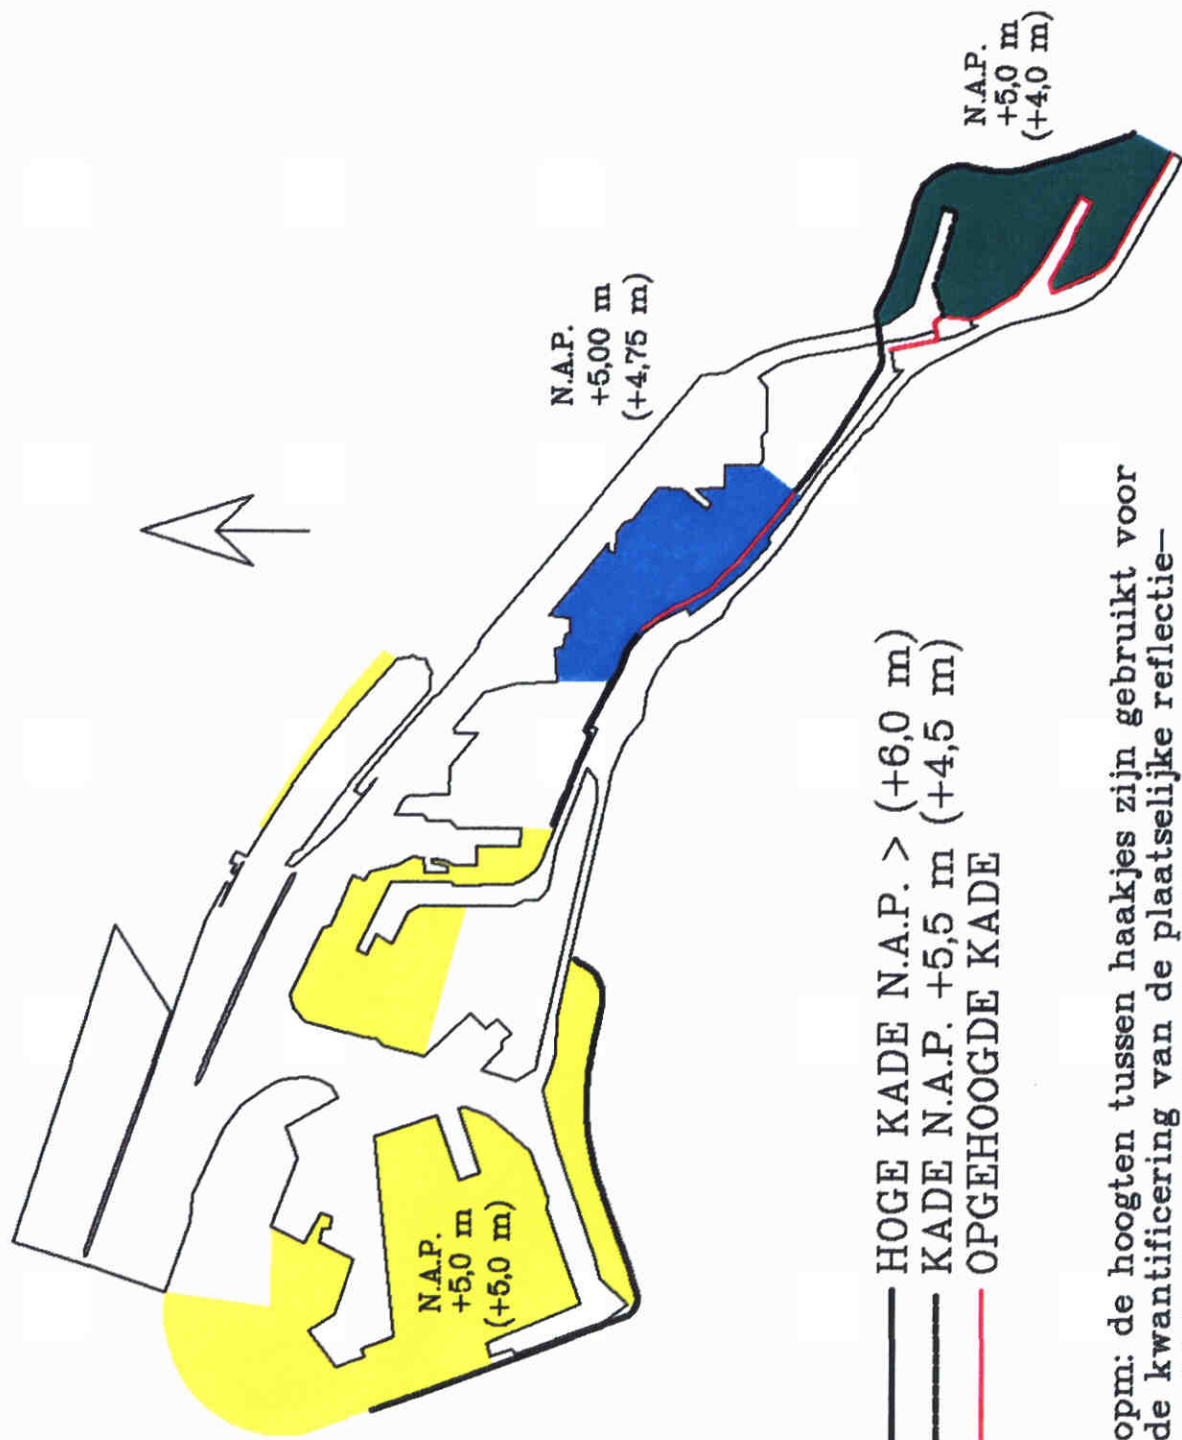 N.A.P.
+5,0 m
(+4,0 m)
N.A.P.
+5,00 m
(+4,75 m)
N.A.P.
+5,0 m
(+5,0 m)
HOGE KADE N.A.P. > (+6,0 m)
KADE N.A.P. +5,5 m (+4,5 m)
OPGEHOOGDE KADE
opm: de hoogten tussen haakjes zijn gebruikt voor
de kwantificering van de plaatselijke reflectie–